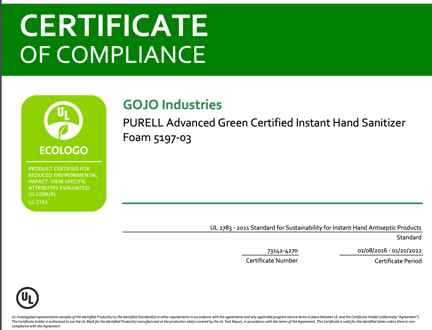 CERTIFICATE
OF COMPLIANCE
UL
ECOLOGO
PRODUCT CERTIFIED FOR
REDUCED ENVIRONMENTAL
IMPACT. VIEW SPECIFIC
ATTRIBUTES EVALUATED:
UL.COM/EL
UL 2783
GOJO Industries
PURELL Advanced Green Certified Instant Hand Sanitizer
Foam 5197-03
UL 2783 - 2011 Standard for Sustainability for Instant Hand Antiseptic Products
Standard
73142-4270
01/08/2016 - 01/20/2022
Certificate Number
Certificate Period
UL
UL investigated representative samples of the identified Product(s) to the identified Standard(s) or other requirements in accordance with the agreements and any applicable program service terms in place between UL and the Certificate Holder (collectively "Agreement").
The Certificate Holder is authorized to use the UL Mark for the identified Product(s) manufactured at the production site(s) covered by the UL Test Report, in accordance with the terms of the Agreement. This Certificate is valid for the identified dates unless there is non-
compliance with the Agreement